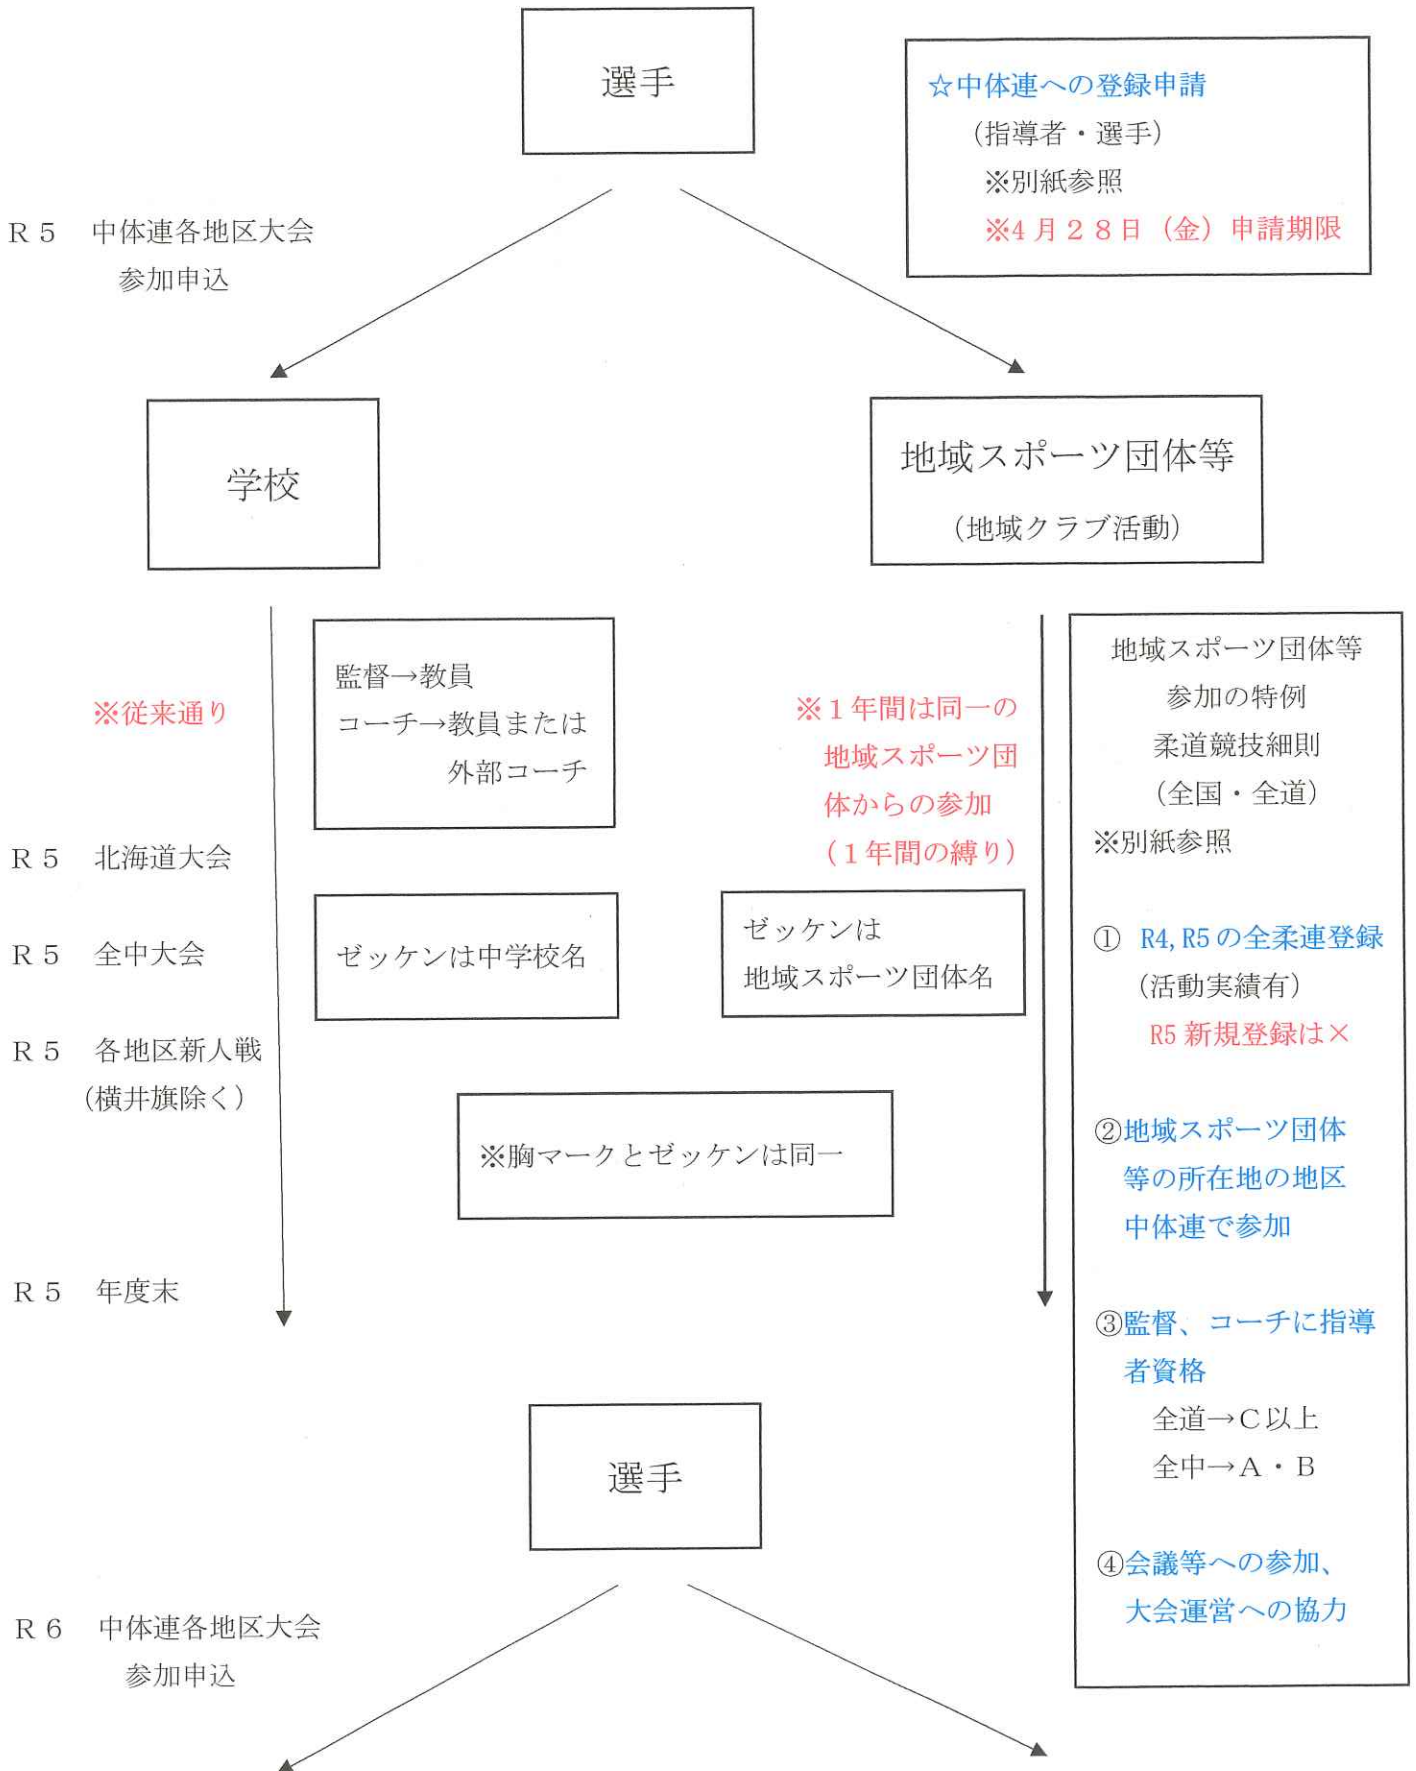 選手
☆中体連への登録申請
（指導者・選手）
※別紙参照
※4月２８日（金）申請期限
Ｒ５　中体連各地区大会
参加申込
学校
地域スポーツ団体等
（地域クラブ活動）
※従来通り
監督→教員
コーチ→教員または
外部コーチ
※１年間は同一の
地域スポーツ団
体からの参加
（１年間の縛り）
地域スポーツ団体等
参加の特例
柔道競技細則
（全国・全道）
※別紙参照
① R4,R5の全柔連登録
（活動実績有）
R5新規登録は×
②地域スポーツ団体
等の所在地の地区
中体連で参加
③監督、コーチに指導
者資格
全道→Ｃ以上
全中→Ａ・Ｂ
④会議等への参加、
大会運営への協力
Ｒ５　北海道大会
Ｒ５　全中大会
ゼッケンは中学校名
ゼッケンは
地域スポーツ団体名
Ｒ５　各地区新人戦
（横井旗除く）
※胸マークとゼッケンは同一
Ｒ５　年度末
選手
Ｒ６　中体連各地区大会
参加申込